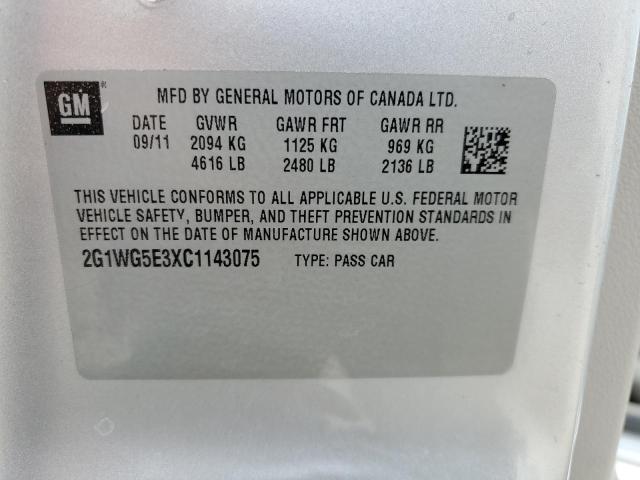 GM
MFD BY GENERAL MOTORS OF CANADA LTD.
DATE GVWR GAWR FRT GAWR RR
09/11 2094 KG 1125 KG 969 KG
4616 LB 2480 LB 2136 LB
THIS VEHICLE CONFORMS TO ALL APPLICABLE U.S. FEDERAL MOTOR
VEHICLE SAFETY, BUMPER, AND THEFT PREVENTION STANDARDS IN
EFFECT ON THE DATE OF MANUFACTURE SHOWN ABOVE.
2G1WG5E3XC1143075 TYPE: PASS CAR